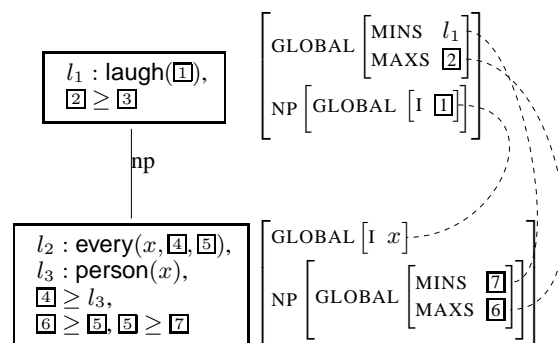 l₁ : laugh(1),
2 ≥ 3
GLOBAL [MINS l₁
MAXS 2]
NP [GLOBAL [I 1]]
np
l₂ : every(x, 4, 5),
l₃ : person(x),
4 ≥ l₃,
6 ≥ 5, 5 ≥ 7
GLOBAL [I x]
NP [GLOBAL [MINS 7
MAXS 6]]